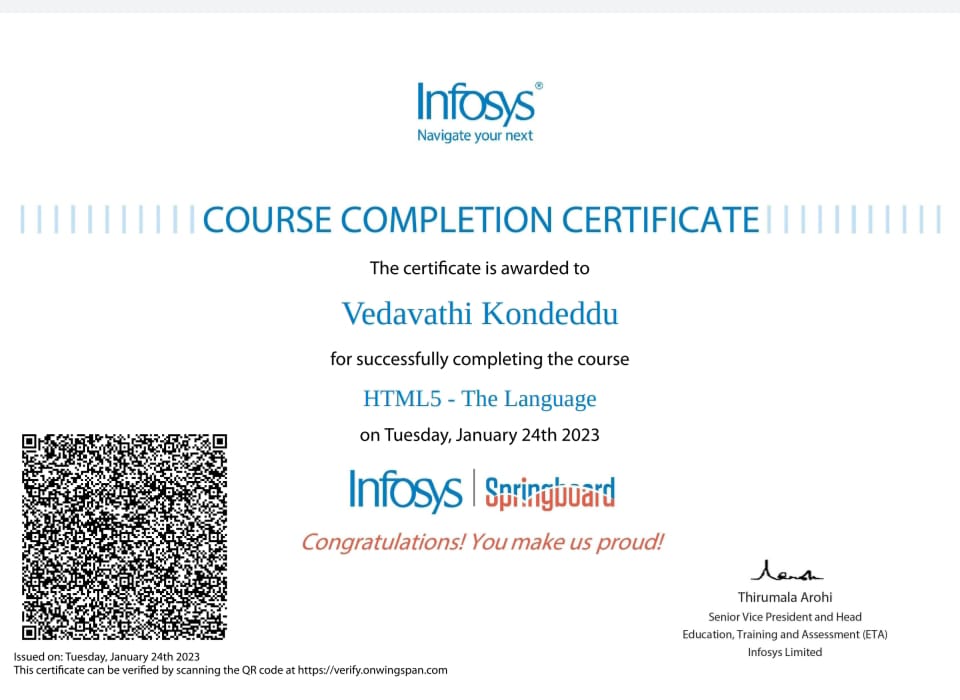 Infosys®
Navigate your next
COURSE COMPLETION CERTIFICATE
The certificate is awarded to
Vedavathi Kondeddu
for successfully completing the course
HTML5 - The Language
on Tuesday, January 24th 2023
Infosys | Springboard
Congratulations! You make us proud!
Thirumala Arohi
Senior Vice President and Head
Education, Training and Assessment (ETA)
Infosys Limited
Issued on: Tuesday, January 24th 2023
This certificate can be verified by scanning the QR code at https://verify.onwingspan.com